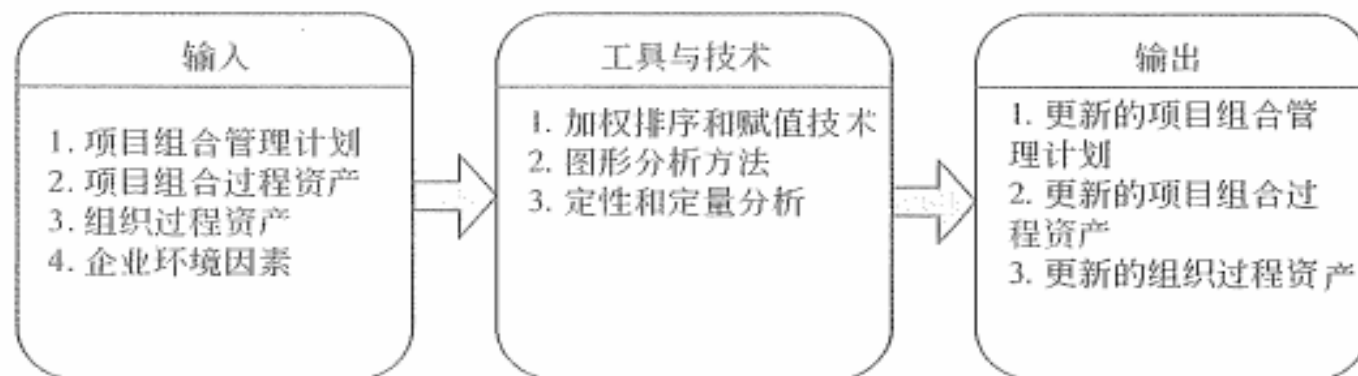 输入
1. 项目组合管理计划
2. 项目组合过程资产
3. 组织过程资产
4. 企业环境因素
工具与技术
1. 加权排序和赋值技术
2. 图形分析方法
3. 定性和定量分析
输出
1. 更新的项目组合管
理计划
2. 更新的项目组合过
程资产
3. 更新的组织过程资产